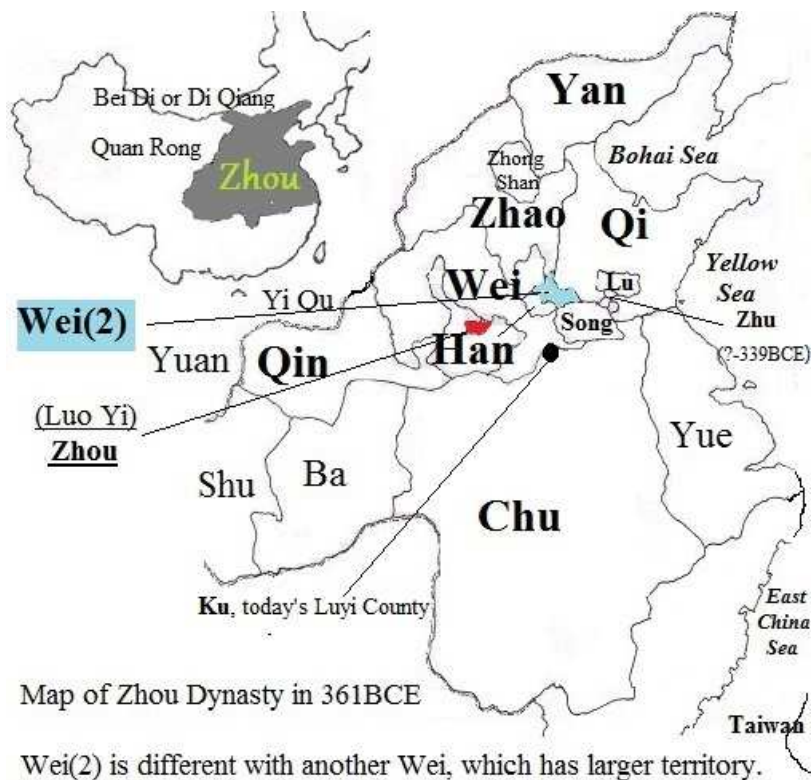 Yan
Bei Di or Di Qiang
Quan Rong
Zhou
Zhong
Shan
Bohai Sea
Zhao
Qi
Yellow
Sea
Wei
Lu
Yi Qu
Wei(2)
Song
Zhu
(?-339BCE)
Yuan
Qin
Han
(Luo Yi)
Zhou
Yue
Shu
Ba
Chu
Ku, today's Luyi County
East
China
Sea
Map of Zhou Dynasty in 361BCE
Taiwan
Wei(2) is different with another Wei, which has larger territory.